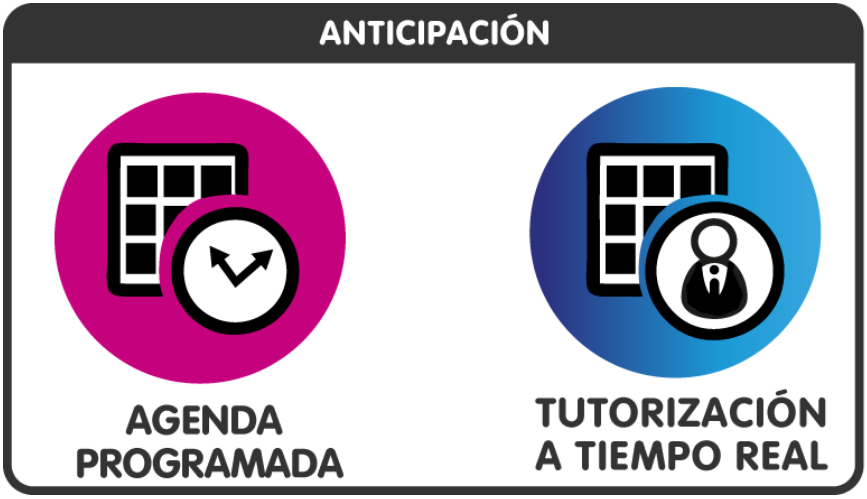 ANTICIPACIÓN
AGENDA
PROGRAMADA
TUTORIZACIÓN
A TIEMPO REAL